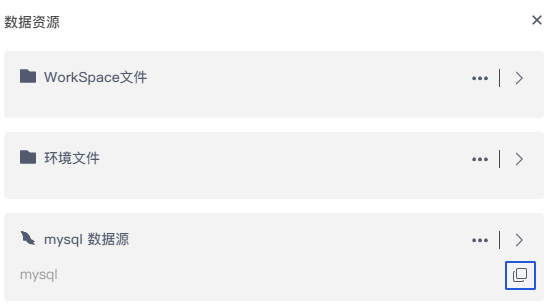 数据资源
WorkSpace文件
环境文件
mysql 数据源
mysql